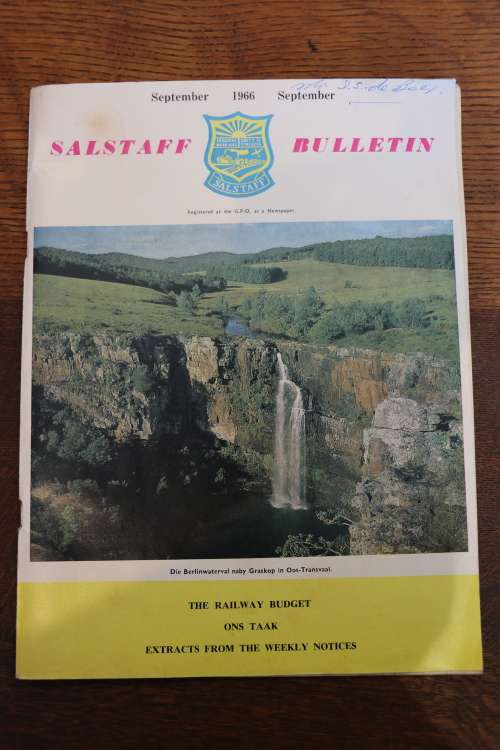 September 1966 September
SALSTAFF BULLETIN
SALSTAFF
Registered at the G.P.O. as a Newspaper.
Die Berlinwaterval naby Graskop in Oos-Transvaal.
THE RAILWAY BUDGET
ONS TAAK
EXTRACTS FROM THE WEEKLY NOTICES